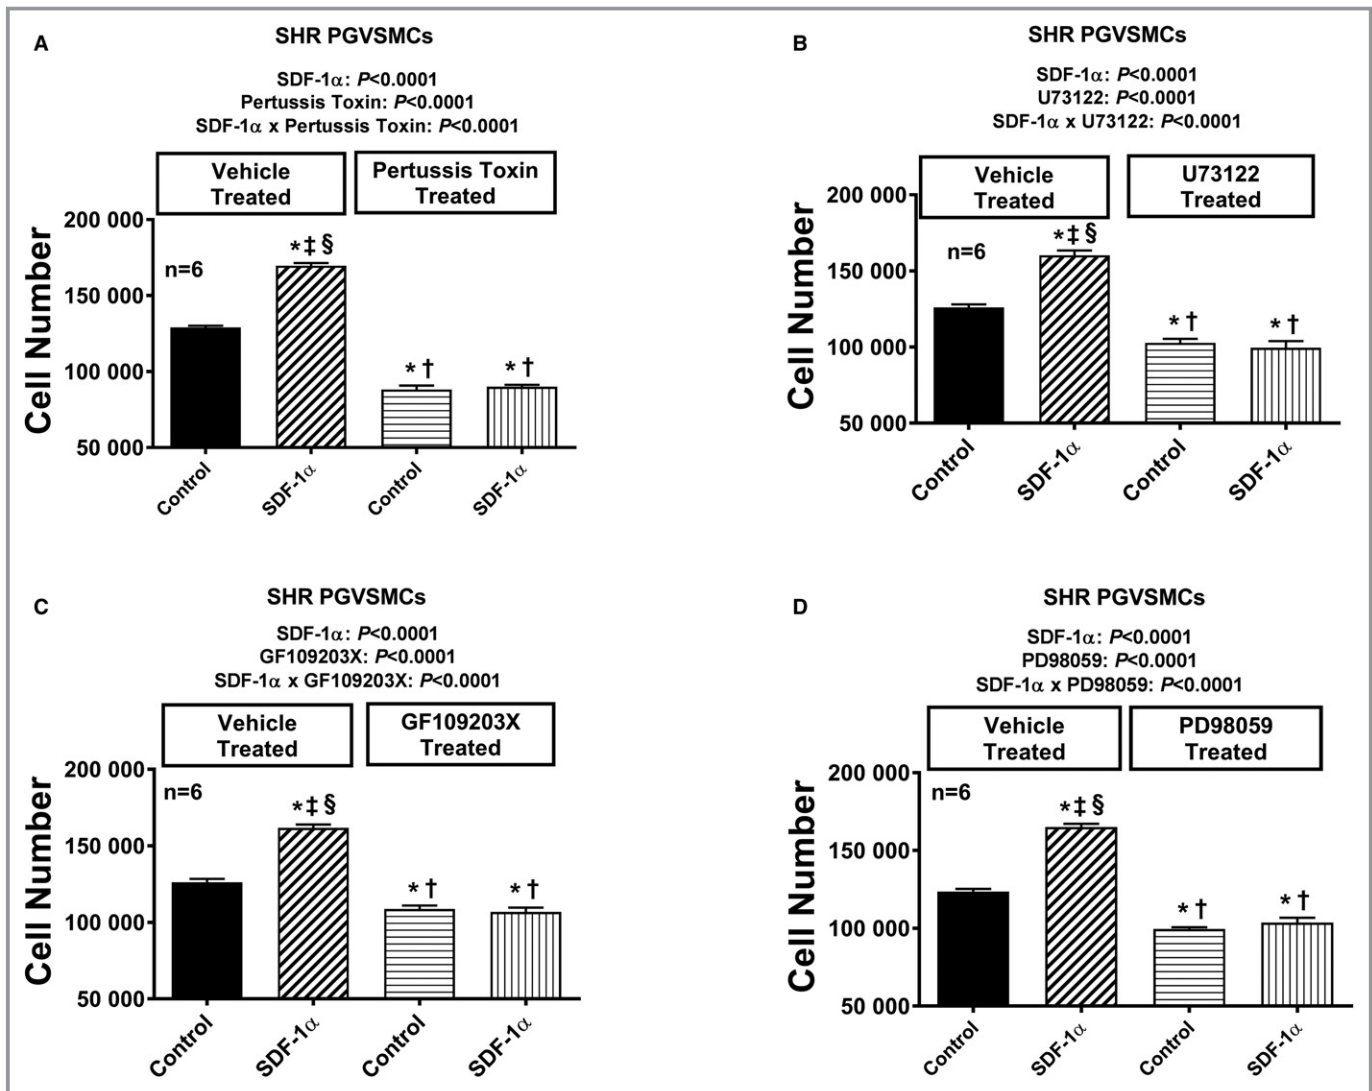 A
SHR PGVSMCs
SDF-1α: P<0.0001
Pertussis Toxin: P<0.0001
SDF-1α x Pertussis Toxin: P<0.0001
Vehicle
Treated
Pertussis Toxin
Treated
Cell Number
200 000
150 000
100 000
50 000
n=6
*‡ §
* †
* †
Control
SDF-1α
Control
SDF-1α
B
SHR PGVSMCs
SDF-1α: P<0.0001
U73122: P<0.0001
SDF-1α x U73122: P<0.0001
Vehicle
Treated
U73122
Treated
Cell Number
200 000
150 000
100 000
50 000
n=6
*‡ §
* †
* †
Control
SDF-1α
Control
SDF-1α
C
SHR PGVSMCs
SDF-1α: P<0.0001
GF109203X: P<0.0001
SDF-1α x GF109203X: P<0.0001
Vehicle
Treated
GF109203X
Treated
Cell Number
200 000
150 000
100 000
50 000
n=6
*‡ §
* †
* †
Control
SDF-1α
Control
SDF-1α
D
SHR PGVSMCs
SDF-1α: P<0.0001
PD98059: P<0.0001
SDF-1α x PD98059: P<0.0001
Vehicle
Treated
PD98059
Treated
Cell Number
200 000
150 000
100 000
50 000
n=6
*‡ §
* †
* †
Control
SDF-1α
Control
SDF-1α